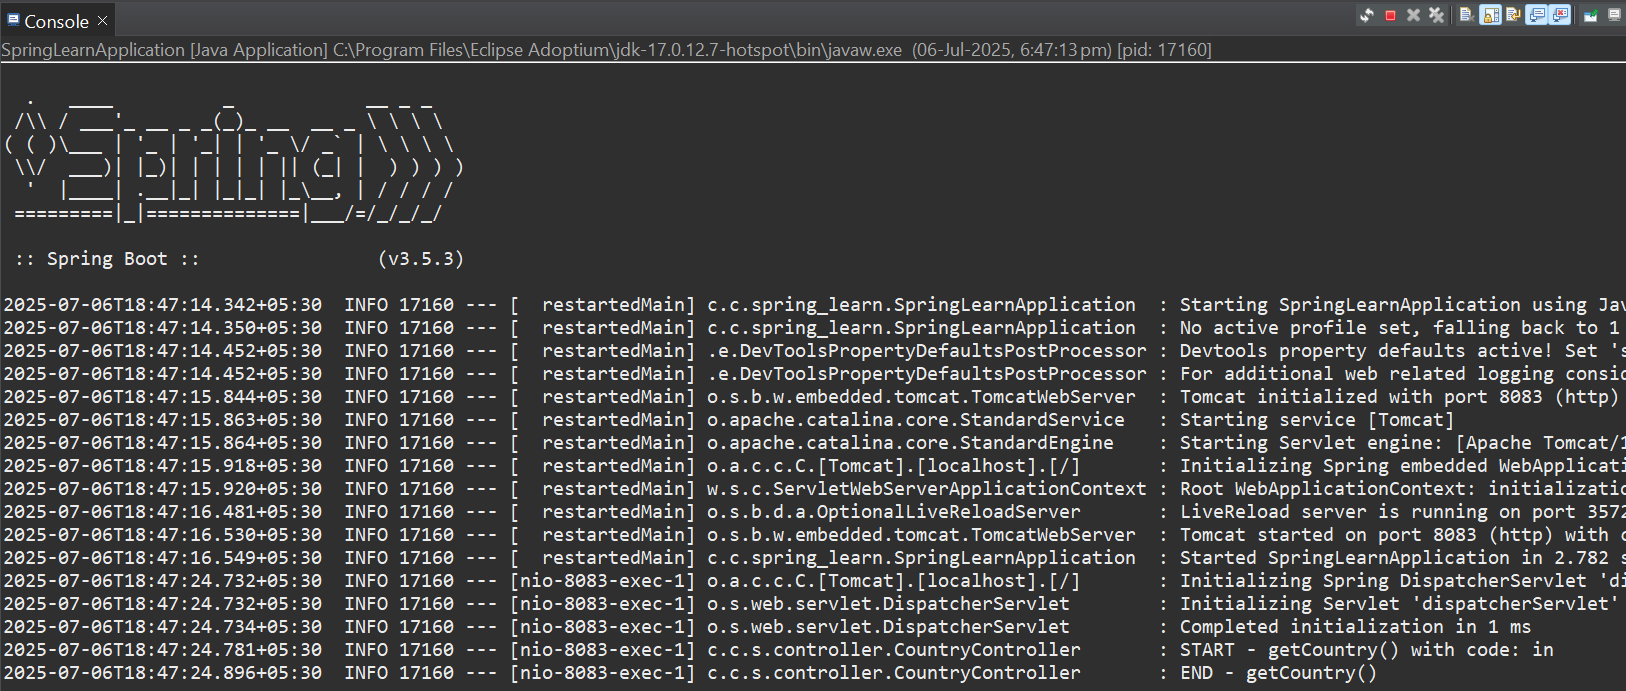 Console
SpringLearnApplication [Java Application] C:\Program Files\Eclipse Adoptium\jdk-17.0.12.7-hotspot\bin\javaw.exe (06-Jul-2025, 6:47:13 pm) [pid: 17160]
  .   ____          _            __ _ _
 /\\ / ___'_ __ _ _(_)_ __  __ _ \ \ \ \
( ( )\___ | '_ | '_| | '_ \/ _` | \ \ \ \
 \\/  ___)| |_)| | | | | || (_| |  ) ) ) )
  '  |____| .__|_| |_|_| |_\__, | / / / /
 =========|_|==============|___/=/_/_/_/
 :: Spring Boot ::                (v3.5.3)
2025-07-06T18:47:14.342+05:30  INFO 17160 --- [  restartedMain] c.c.spring_learn.SpringLearnApplication  : Starting SpringLearnApplication using Jav
2025-07-06T18:47:14.350+05:30  INFO 17160 --- [  restartedMain] c.c.spring_learn.SpringLearnApplication  : No active profile set, falling back to 1
2025-07-06T18:47:14.452+05:30  INFO 17160 --- [  restartedMain] .e.DevToolsPropertyDefaultsPostProcessor : Devtools property defaults active! Set 's
2025-07-06T18:47:14.452+05:30  INFO 17160 --- [  restartedMain] .e.DevToolsPropertyDefaultsPostProcessor : For additional web related logging consid
2025-07-06T18:47:15.844+05:30  INFO 17160 --- [  restartedMain] o.s.b.w.embedded.tomcat.TomcatWebServer  : Tomcat initialized with port 8083 (http)
2025-07-06T18:47:15.863+05:30  INFO 17160 --- [  restartedMain] o.apache.catalina.core.StandardService   : Starting service [Tomcat]
2025-07-06T18:47:15.864+05:30  INFO 17160 --- [  restartedMain] o.apache.catalina.core.StandardEngine    : Starting Servlet engine: [Apache Tomcat/1
2025-07-06T18:47:15.918+05:30  INFO 17160 --- [  restartedMain] o.a.c.c.C.[Tomcat].[localhost].[/]       : Initializing Spring embedded WebApplicati
2025-07-06T18:47:15.920+05:30  INFO 17160 --- [  restartedMain] w.s.c.ServletWebServerApplicationContext : Root WebApplicationContext: initializatio
2025-07-06T18:47:16.481+05:30  INFO 17160 --- [  restartedMain] o.s.b.d.a.OptionalLiveReloadServer       : LiveReload server is running on port 3572
2025-07-06T18:47:16.530+05:30  INFO 17160 --- [  restartedMain] o.s.b.w.embedded.tomcat.TomcatWebServer  : Tomcat started on port 8083 (http) with c
2025-07-06T18:47:16.549+05:30  INFO 17160 --- [  restartedMain] c.c.spring_learn.SpringLearnApplication  : Started SpringLearnApplication in 2.782 s
2025-07-06T18:47:24.732+05:30  INFO 17160 --- [nio-8083-exec-1] o.a.c.c.C.[Tomcat].[localhost].[/]       : Initializing Spring DispatcherServlet 'di
2025-07-06T18:47:24.732+05:30  INFO 17160 --- [nio-8083-exec-1] o.s.web.servlet.DispatcherServlet        : Initializing Servlet 'dispatcherServlet'
2025-07-06T18:47:24.734+05:30  INFO 17160 --- [nio-8083-exec-1] o.s.web.servlet.DispatcherServlet        : Completed initialization in 1 ms
2025-07-06T18:47:24.781+05:30  INFO 17160 --- [nio-8083-exec-1] c.c.s.controller.CountryController       : START - getCountry() with code: in
2025-07-06T18:47:24.896+05:30  INFO 17160 --- [nio-8083-exec-1] c.c.s.controller.CountryController       : END - getCountry()